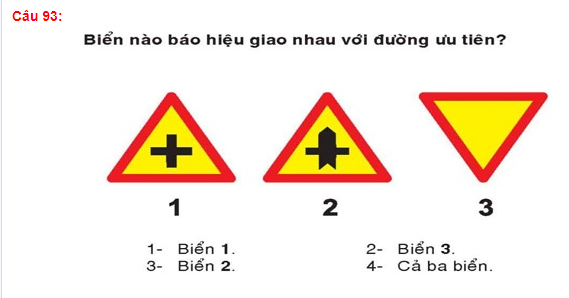 Câu 93:
Biển nào báo hiệu giao nhau với đường ưu tiên?
1 2 3
1- Biển 1. 2- Biển 3.
3- Biển 2. 4- Cả ba biển.